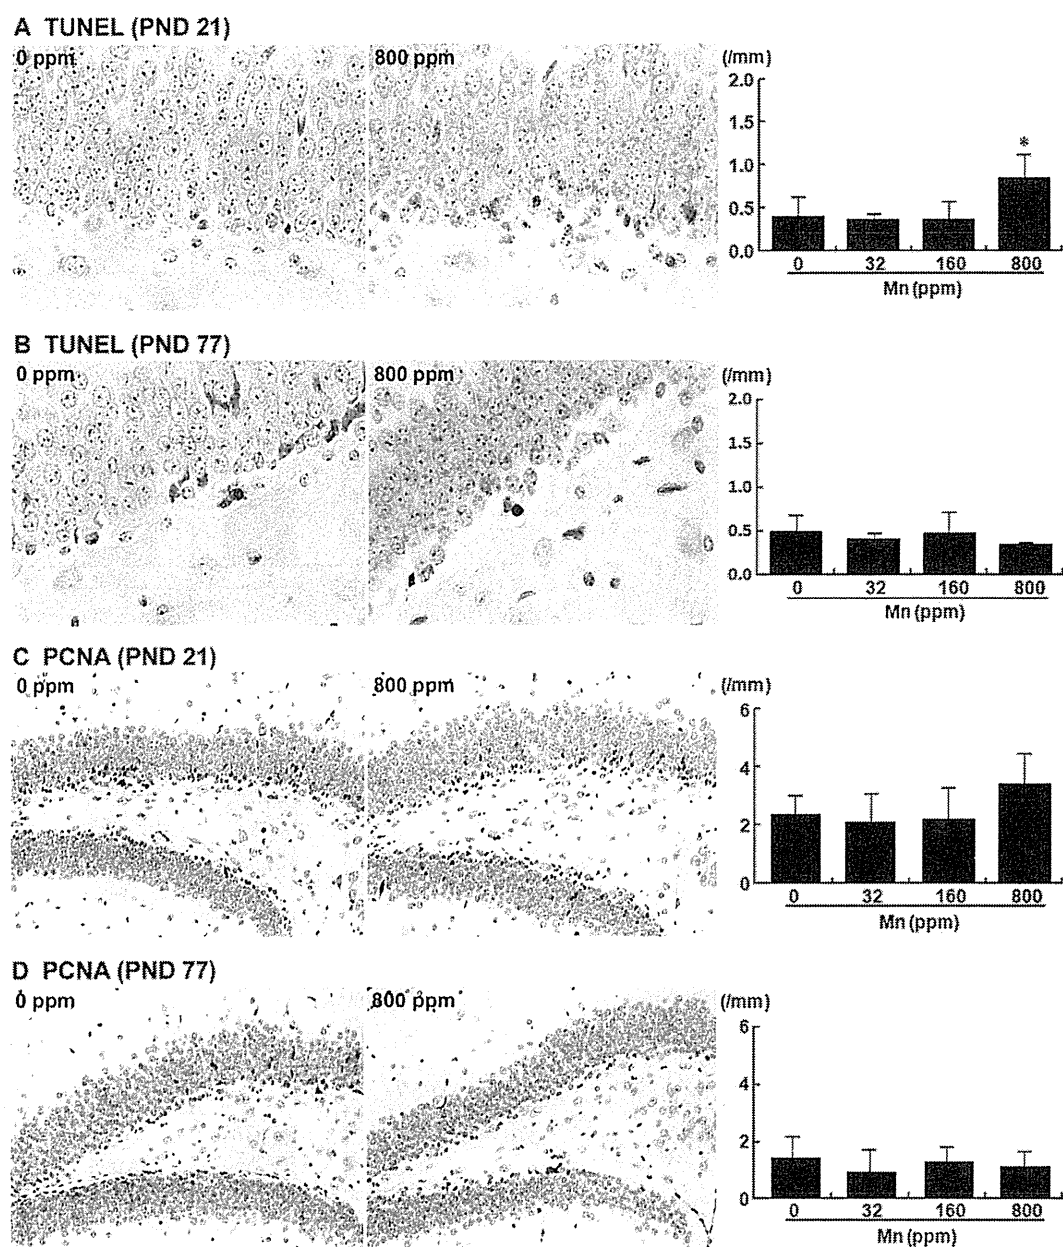 A TUNEL (PND 21)
0 ppm
800 ppm
(/mm)
2.0
1.5
1.0
0.5
0.0
*
0 32 160 800
Mn (ppm)
B TUNEL (PND 77)
0 ppm
800 ppm
(/mm)
2.0
1.5
1.0
0.5
0.0
0 32 160 800
Mn (ppm)
C PCNA (PND 21)
0 ppm
800 ppm
(/mm)
6
4
2
0
0 32 160 800
Mn (ppm)
D PCNA (PND 77)
0 ppm
800 ppm
(/mm)
6
4
2
0
0 32 160 800
Mn (ppm)